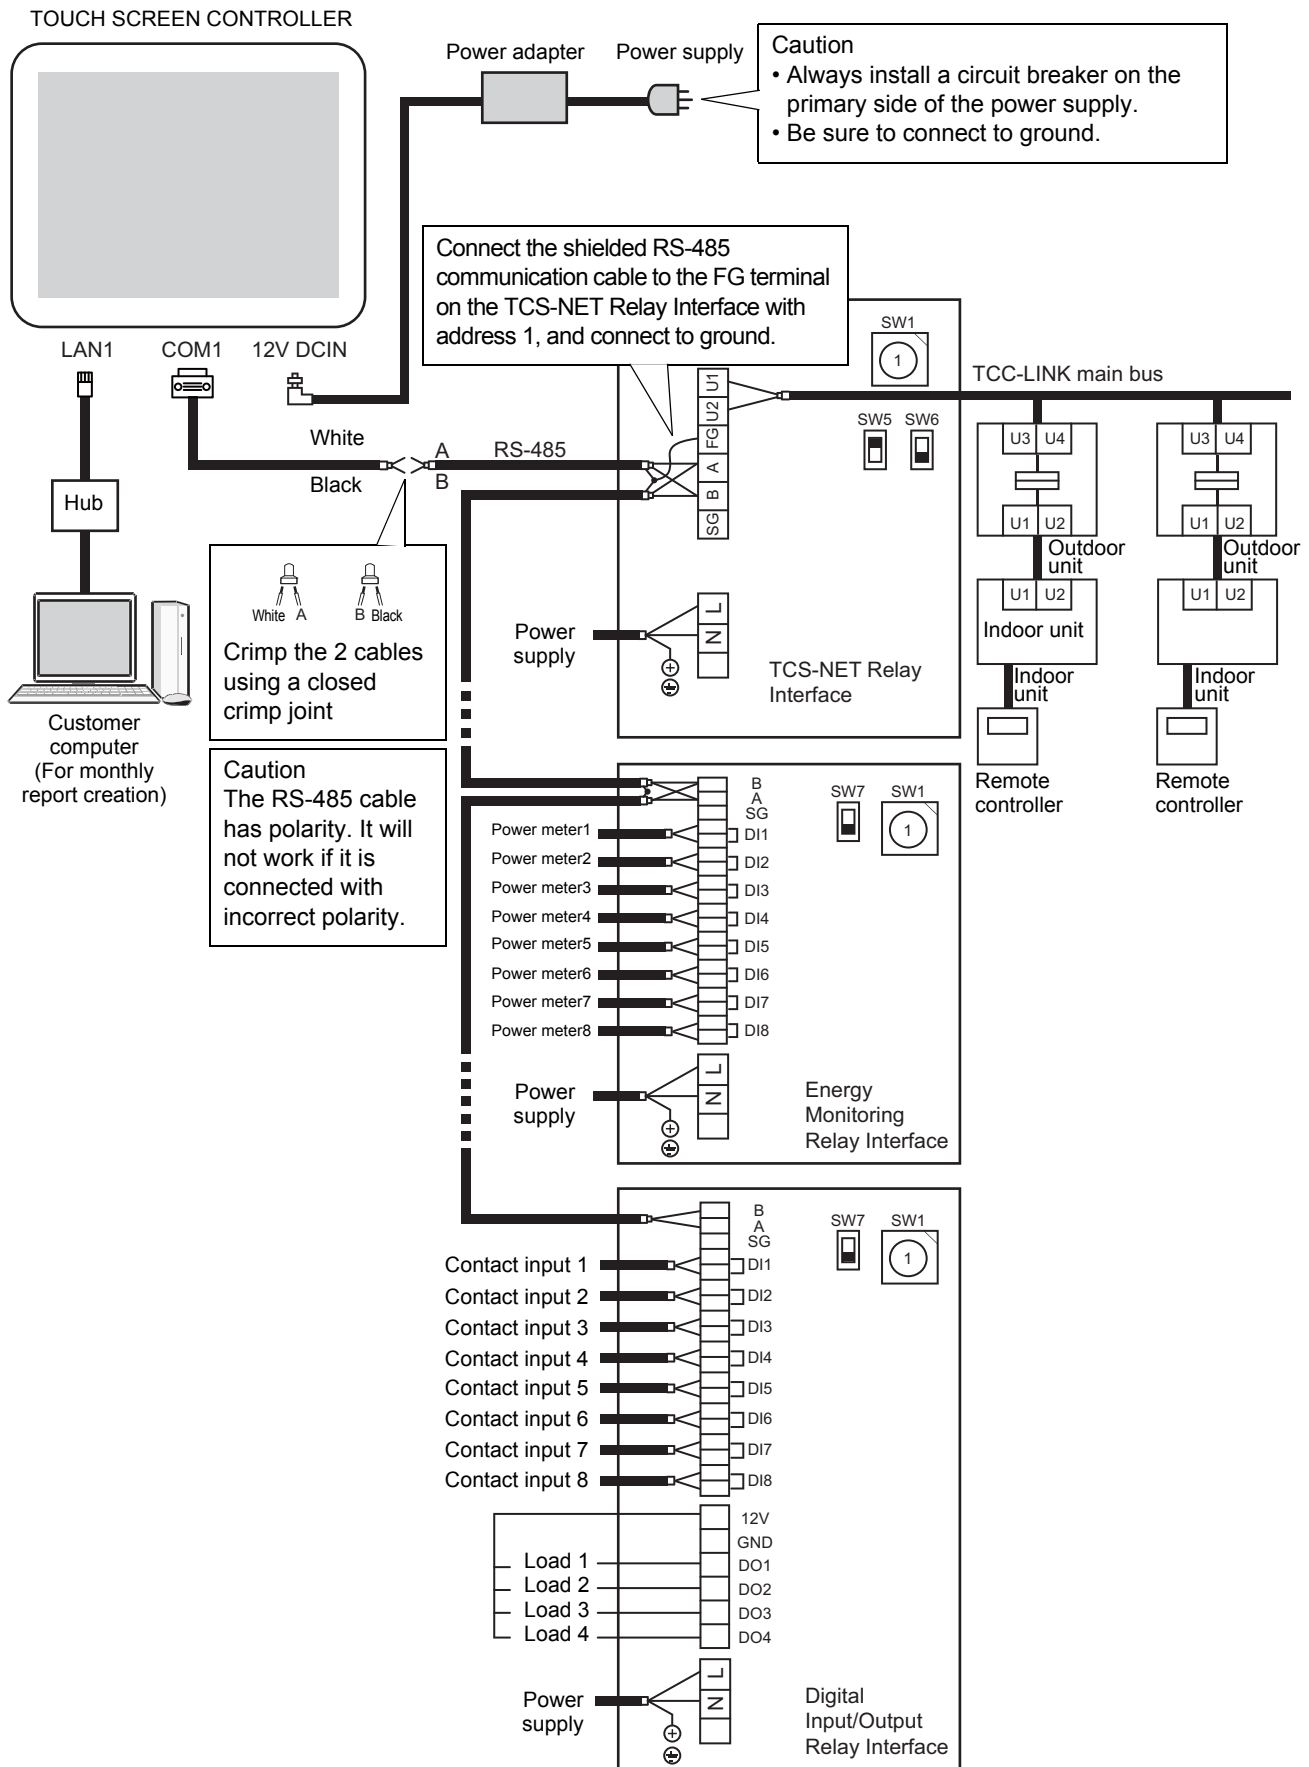 TOUCH SCREEN CONTROLLER
Power adapter
Power supply
Caution
• Always install a circuit breaker on the
primary side of the power supply.
• Be sure to connect to ground.
Connect the shielded RS-485
communication cable to the FG terminal
on the TCS-NET Relay Interface with
address 1, and connect to ground.
LAN1
COM1
12V DCIN
White
Black
A
B
RS-485
Hub
White A
B Black
Crimp the 2 cables
using a closed
crimp joint
Customer
computer
(For monthly
report creation)
Caution
The RS-485 cable
has polarity. It will
not work if it is
connected with
incorrect polarity.
U1
U2
FG
A
B
SG
SW1
1
SW5
SW6
Power
supply
L
N
TCS-NET Relay
Interface
TCC-LINK main bus
U3 U4
U1 U2
Outdoor
unit
U1 U2
Indoor unit
Indoor
unit
Remote
controller
U3 U4
U1 U2
Outdoor
unit
U1 U2
Indoor
unit
Remote
controller
B
A
SG
SW7
SW1
1
Power meter1
DI1
Power meter2
DI2
Power meter3
DI3
Power meter4
DI4
Power meter5
DI5
Power meter6
DI6
Power meter7
DI7
Power meter8
DI8
Power
supply
L
N
Energy
Monitoring
Relay Interface
B
A
SG
SW7
SW1
1
Contact input 1
DI1
Contact input 2
DI2
Contact input 3
DI3
Contact input 4
DI4
Contact input 5
DI5
Contact input 6
DI6
Contact input 7
DI7
Contact input 8
DI8
12V
GND
Load 1
DO1
Load 2
DO2
Load 3
DO3
Load 4
DO4
Power
supply
L
N
Digital
Input/Output
Relay Interface